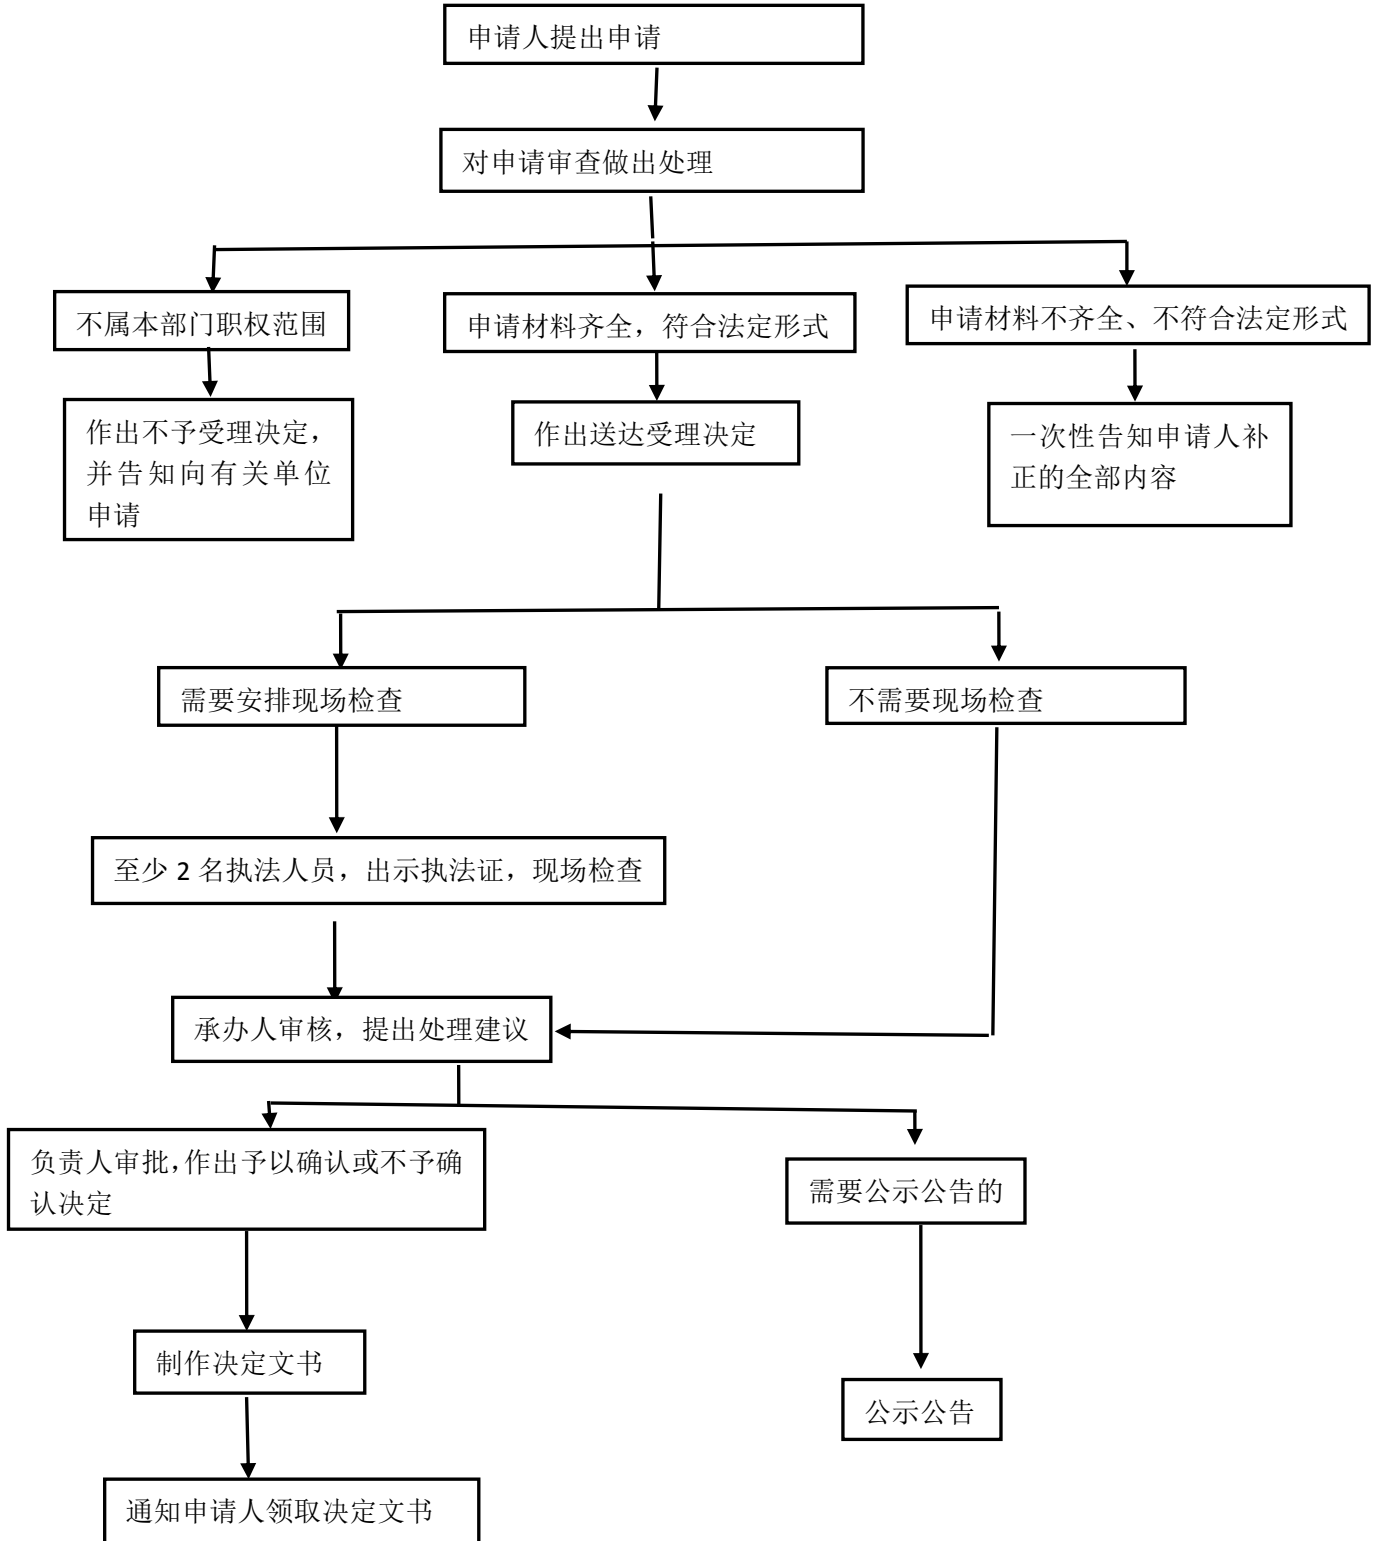 申请人提出申请
对申请审查做出处理
不属本部门职权范围
申请材料齐全，符合法定形式
申请材料不齐全、不符合法定形式
作出不予受理决定，
并告知向有关单位
申请
作出送达受理决定
一次性告知申请人补
正的全部内容
需要安排现场检查
不需要现场检查
至少 2 名执法人员，出示执法证，现场检查
承办人审核，提出处理建议
负责人审批，作出予以确认或不予确
认决定
需要公示公告的
制作决定文书
公示公告
通知申请人领取决定文书